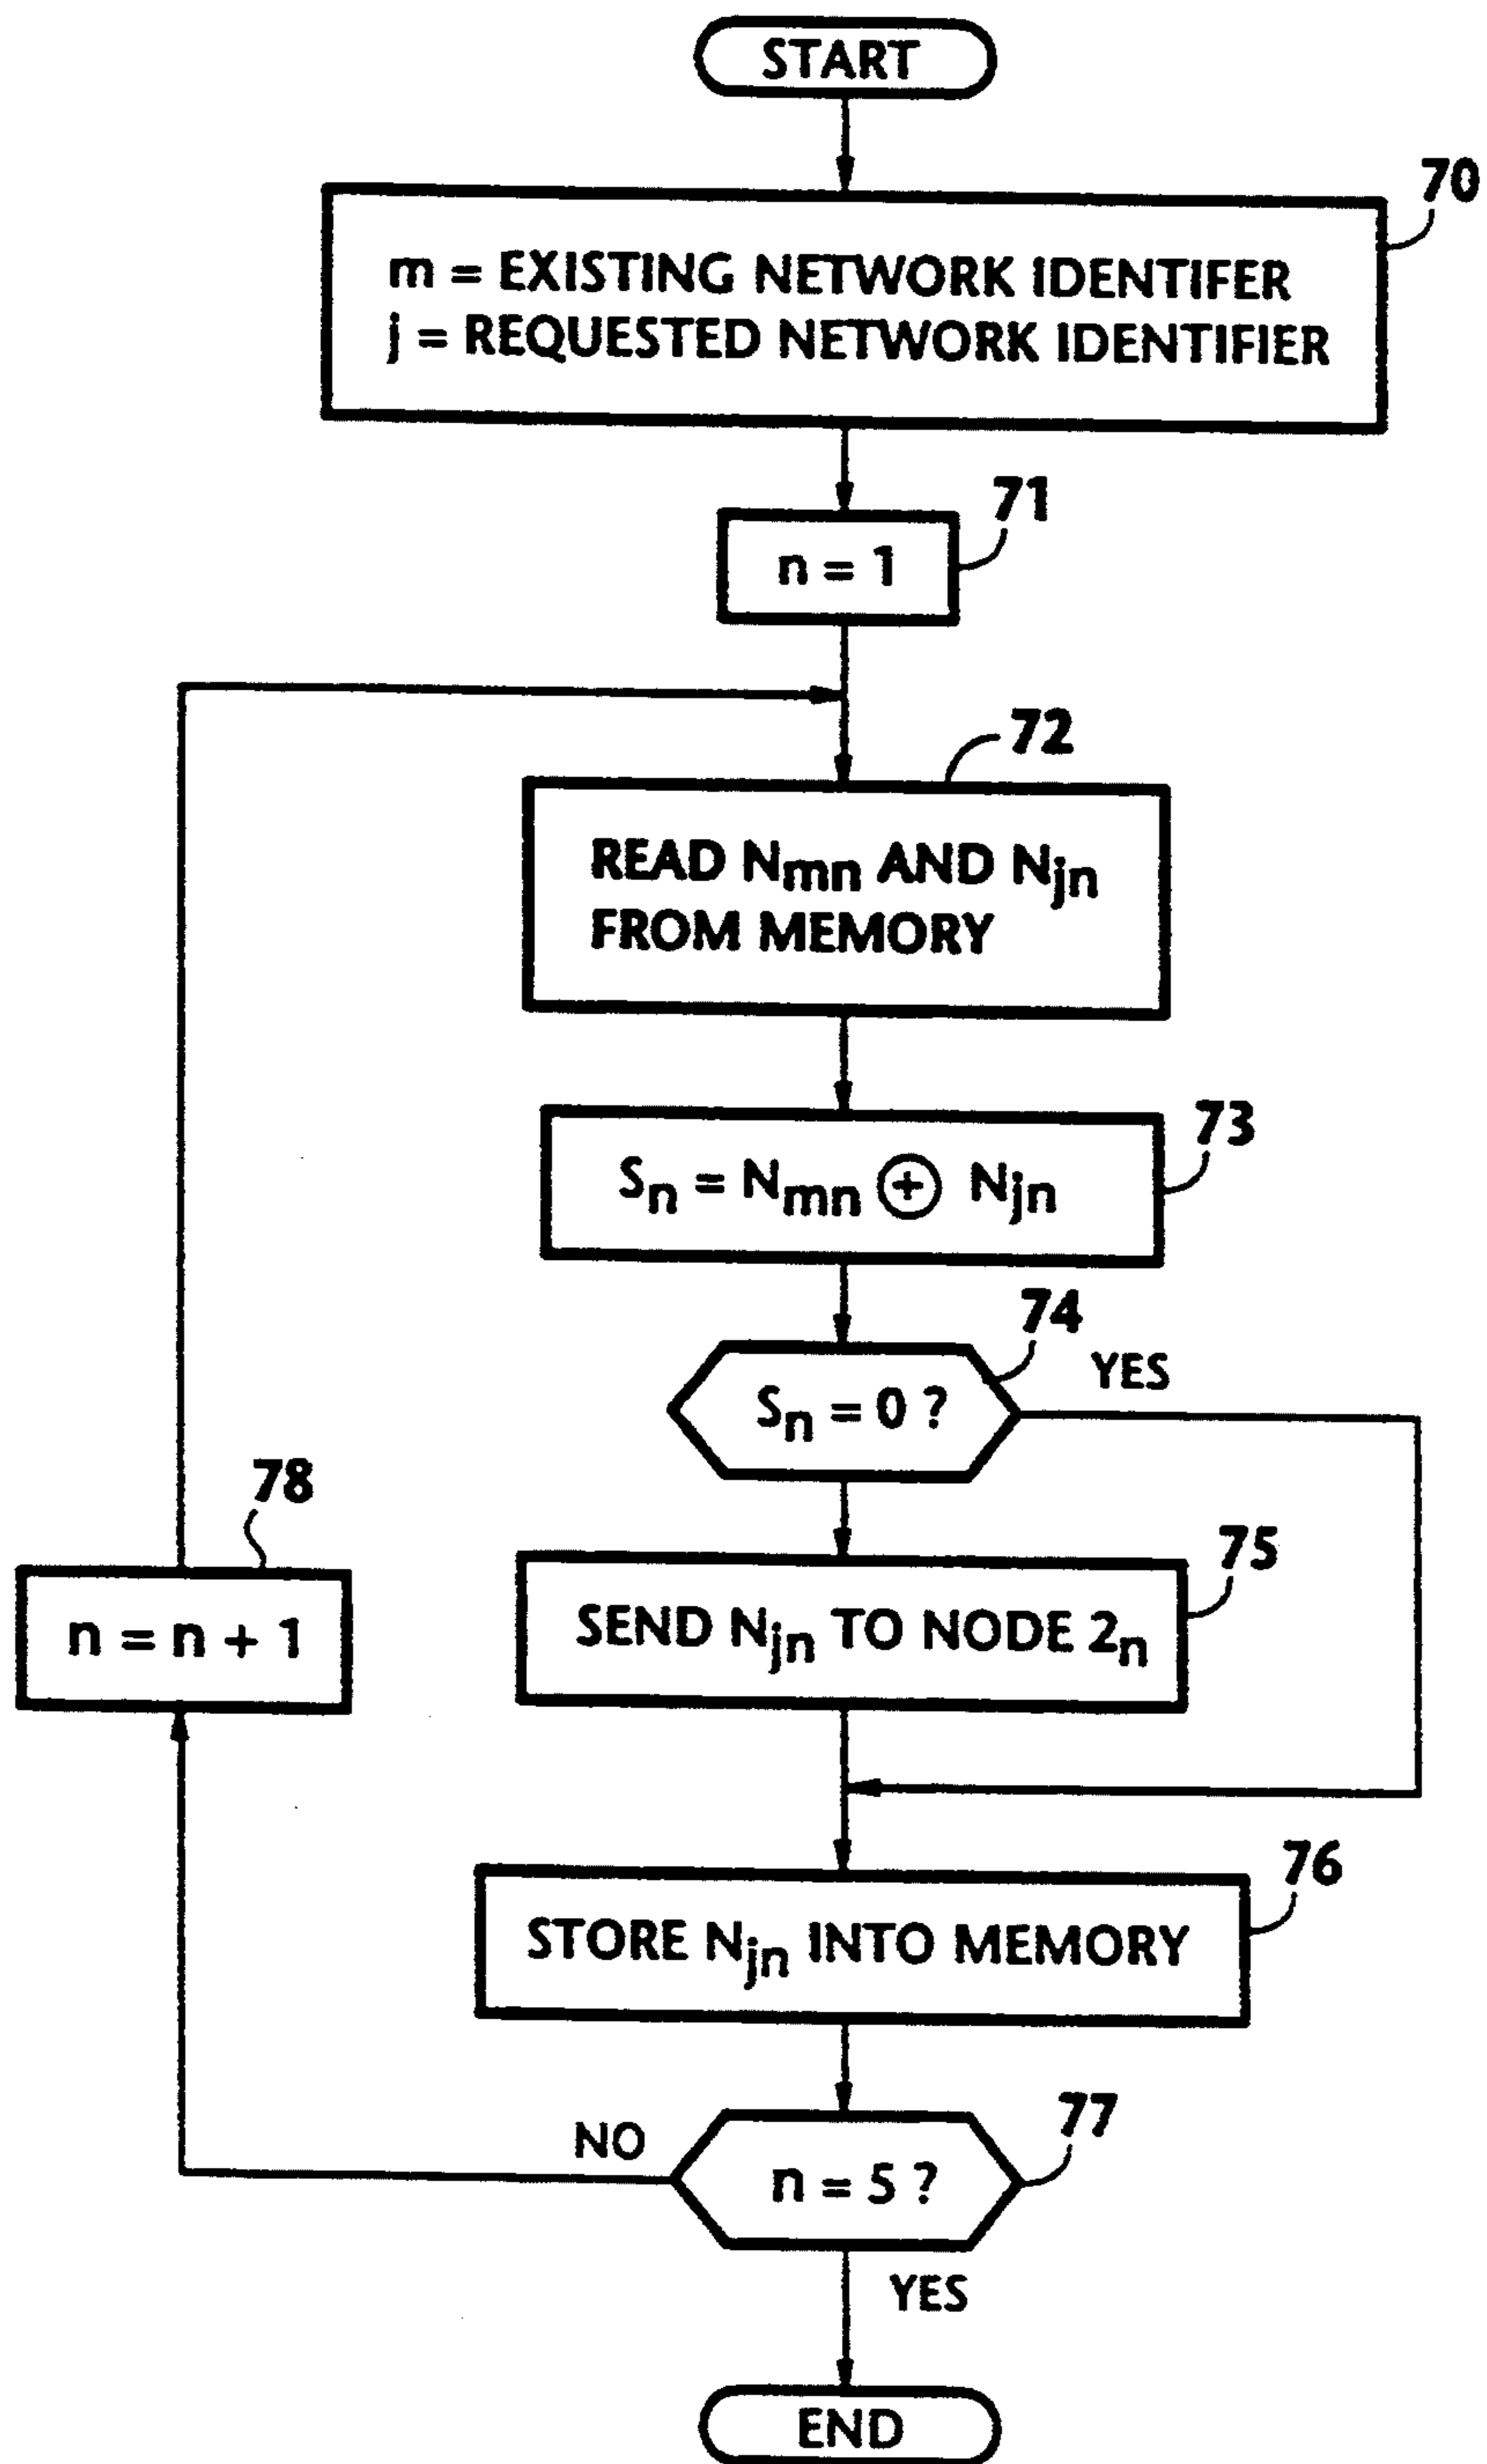 START
70
m = EXISTING NETWORK IDENTIFER
j = REQUESTED NETWORK IDENTIFIER
71
n = 1
72
READ Nmn AND Njn
FROM MEMORY
73
Sn = Nmn ⊕ Njn
74
YES
Sn = 0 ?
78
n = n + 1
75
SEND Njn TO NODE 2n
76
STORE Njn INTO MEMORY
77
NO
n = 5 ?
YES
END